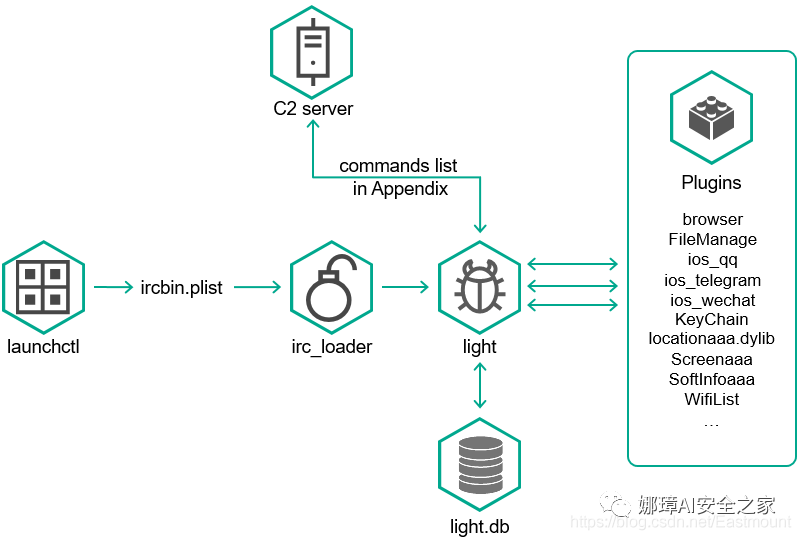 C2 server
commands list
in Appendix
launchctl
ircbin.plist
irc_loader
light
light.db
Plugins
browser
FileManage
ios_qq
ios_telegram
ios_wechat
KeyChain
locationaaa.dylib
Screenaaa
SoftInfoaaa
WifiList
...
娜璋AI安全之家
https://blog.csdn.net/Eastmount